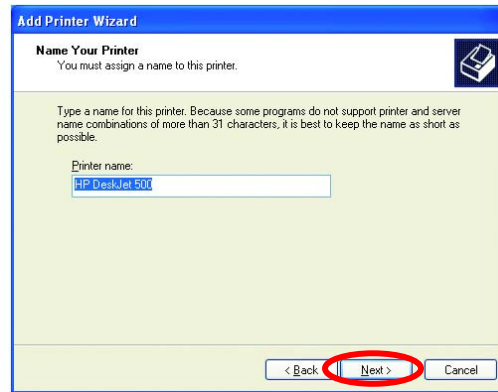 Add Printer Wizard
Name Your Printer
You must assign a name to this printer.
Type a name for this printer. Because some programs do not support printer and server
name combinations of more than 31 characters, it is best to keep the name as short as
possible.
Printer name:
HP DeskJet 500
< Back
Next >
Cancel